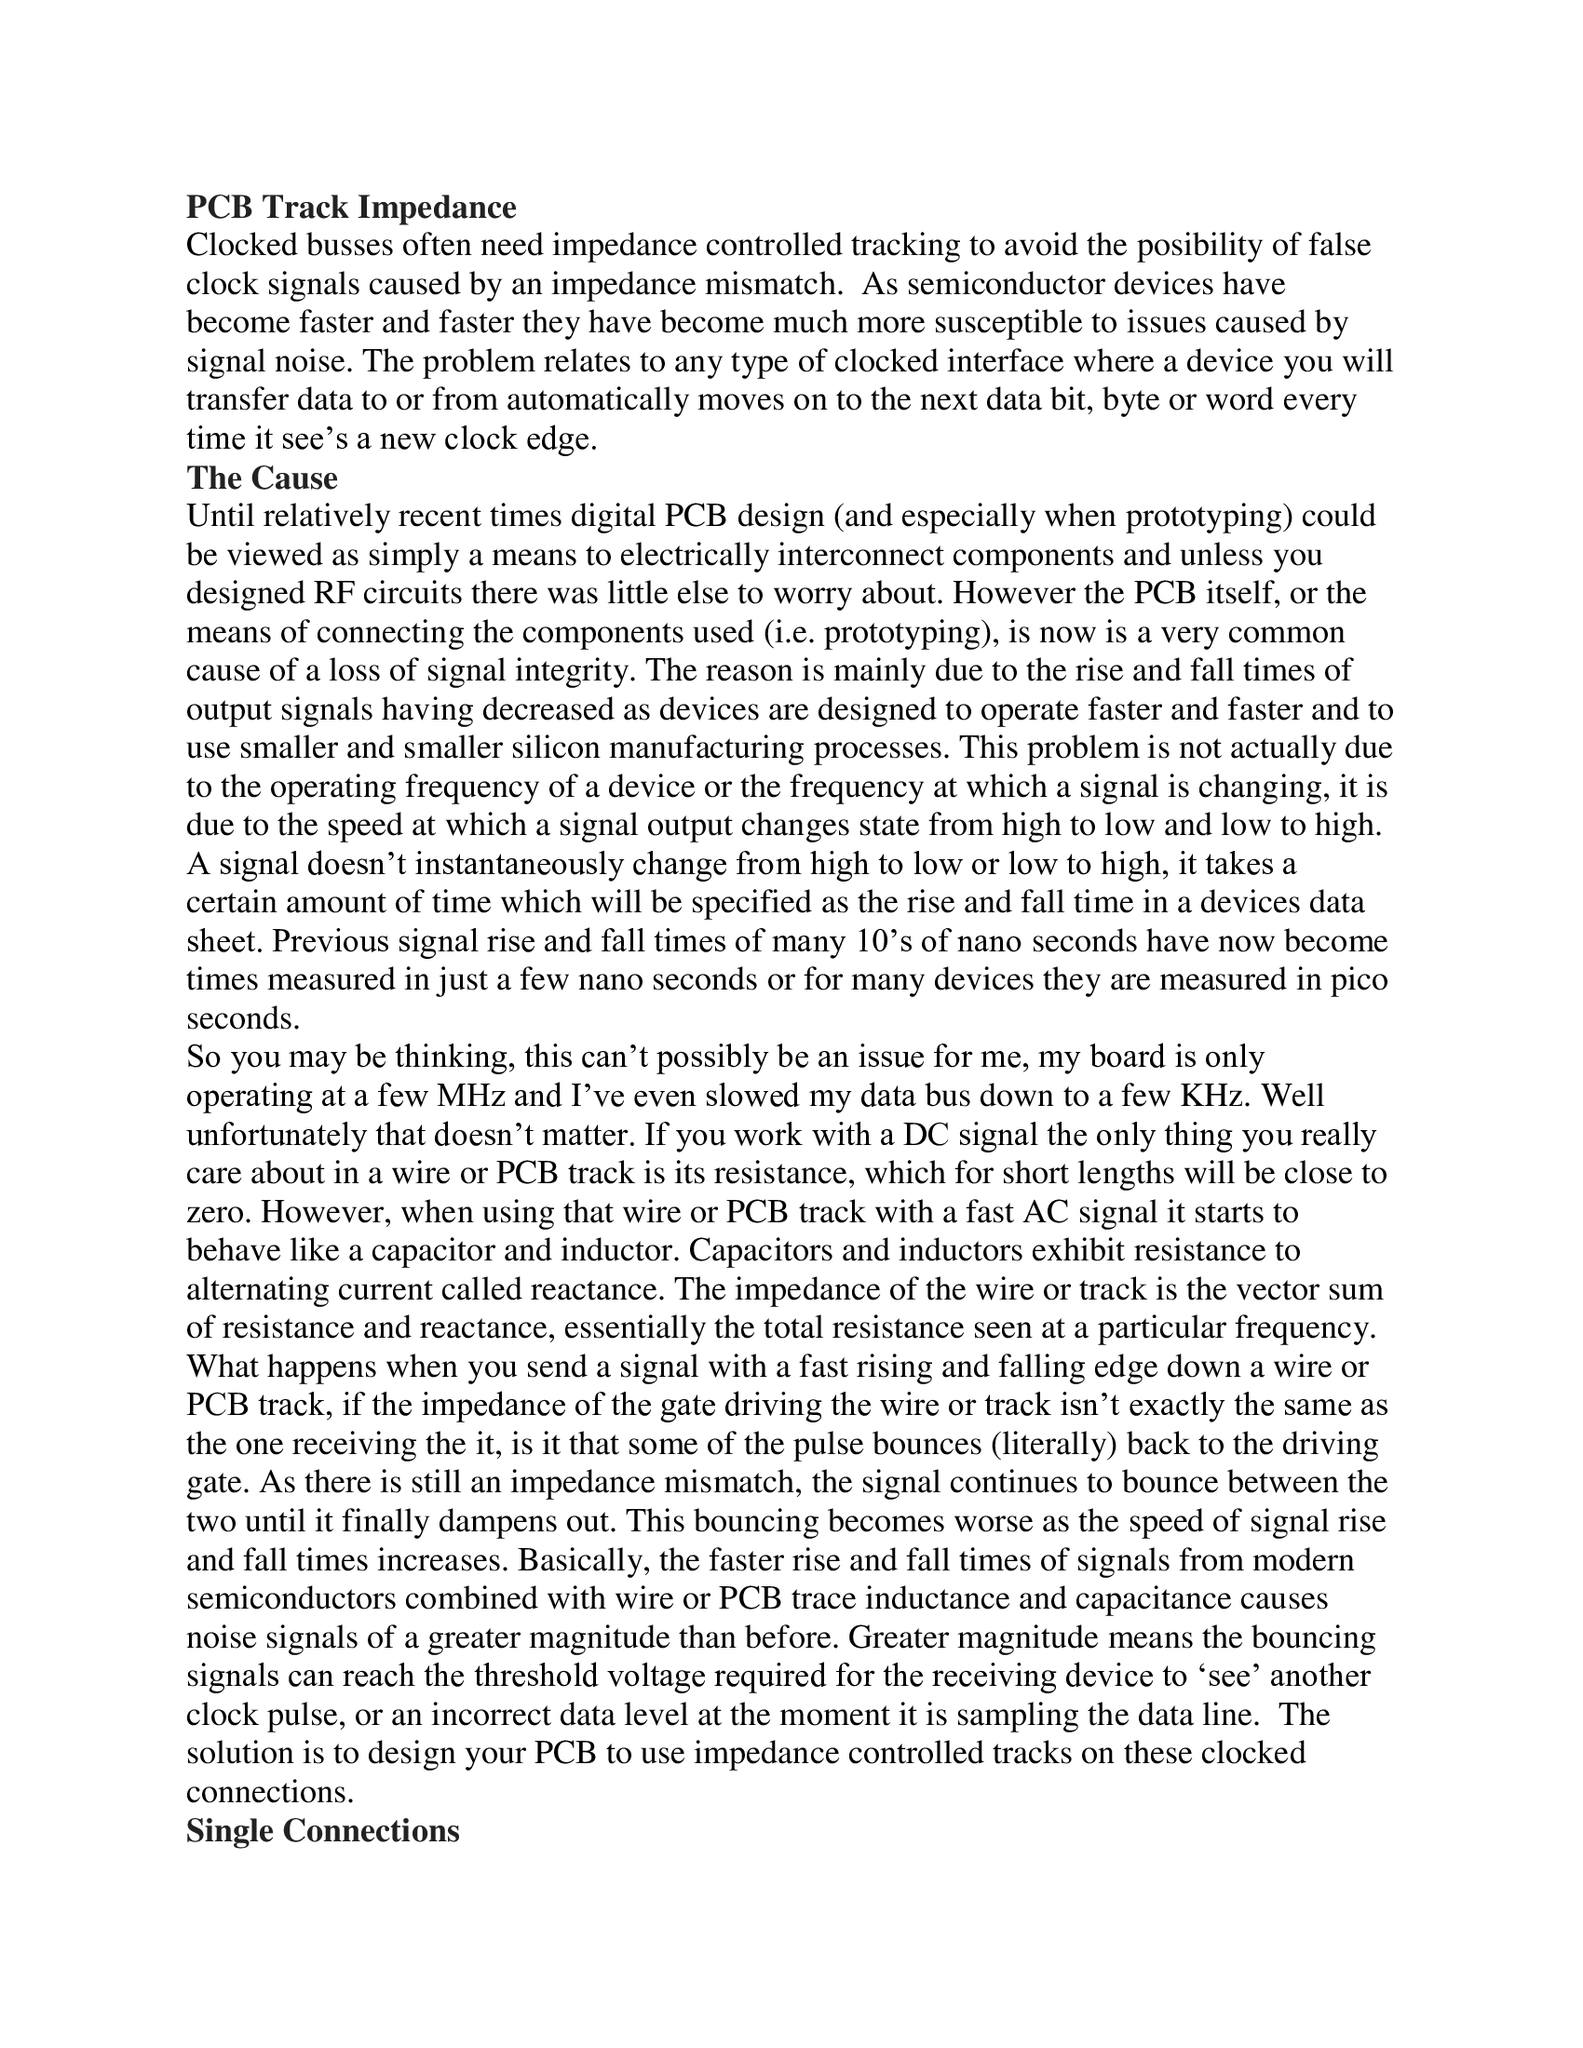 PCB Track Impedance
Clocked busses often need impedance controlled tracking to avoid the posibility of false
clock signals caused by an impedance mismatch.  As semiconductor devices have
become faster and faster they have become much more susceptible to issues caused by
signal noise. The problem relates to any type of clocked interface where a device you will
transfer data to or from automatically moves on to the next data bit, byte or word every
time it see’s a new clock edge.
The Cause
Until relatively recent times digital PCB design (and especially when prototyping) could
be viewed as simply a means to electrically interconnect components and unless you
designed RF circuits there was little else to worry about. However the PCB itself, or the
means of connecting the components used (i.e. prototyping), is now is a very common
cause of a loss of signal integrity. The reason is mainly due to the rise and fall times of
output signals having decreased as devices are designed to operate faster and faster and to
use smaller and smaller silicon manufacturing processes. This problem is not actually due
to the operating frequency of a device or the frequency at which a signal is changing, it is
due to the speed at which a signal output changes state from high to low and low to high.
A signal doesn’t instantaneously change from high to low or low to high, it takes a
certain amount of time which will be specified as the rise and fall time in a devices data
sheet. Previous signal rise and fall times of many 10’s of nano seconds have now become
times measured in just a few nano seconds or for many devices they are measured in pico
seconds.
So you may be thinking, this can’t possibly be an issue for me, my board is only
operating at a few MHz and I’ve even slowed my data bus down to a few KHz. Well
unfortunately that doesn’t matter. If you work with a DC signal the only thing you really
care about in a wire or PCB track is its resistance, which for short lengths will be close to
zero. However, when using that wire or PCB track with a fast AC signal it starts to
behave like a capacitor and inductor. Capacitors and inductors exhibit resistance to
alternating current called reactance. The impedance of the wire or track is the vector sum
of resistance and reactance, essentially the total resistance seen at a particular frequency.
What happens when you send a signal with a fast rising and falling edge down a wire or
PCB track, if the impedance of the gate driving the wire or track isn’t exactly the same as
the one receiving the it, is it that some of the pulse bounces (literally) back to the driving
gate. As there is still an impedance mismatch, the signal continues to bounce between the
two until it finally dampens out. This bouncing becomes worse as the speed of signal rise
and fall times increases. Basically, the faster rise and fall times of signals from modern
semiconductors combined with wire or PCB trace inductance and capacitance causes
noise signals of a greater magnitude than before. Greater magnitude means the bouncing
signals can reach the threshold voltage required for the receiving device to ‘see’ another
clock pulse, or an incorrect data level at the moment it is sampling the data line.  The
solution is to design your PCB to use impedance controlled tracks on these clocked
connections.
Single Connections